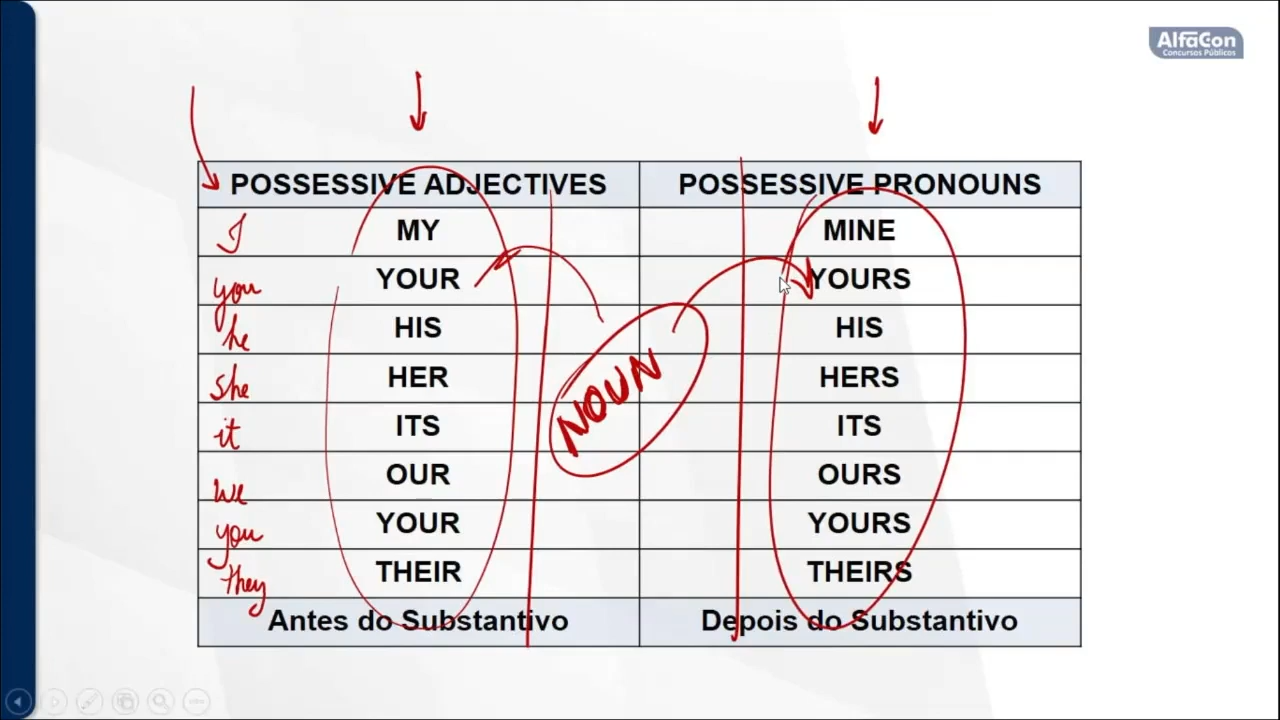 AlfaCon
Concursos Públicos
POSSESSIVE ADJECTIVES POSSESSIVE PRONOUNS
I MY MINE
you YOUR YOURS
he HIS HIS
she HER HERS
NOUN
it ITS ITS
we OUR OURS
you YOUR YOURS
they THEIR THEIRS
Antes do Substantivo Depois do Substantivo